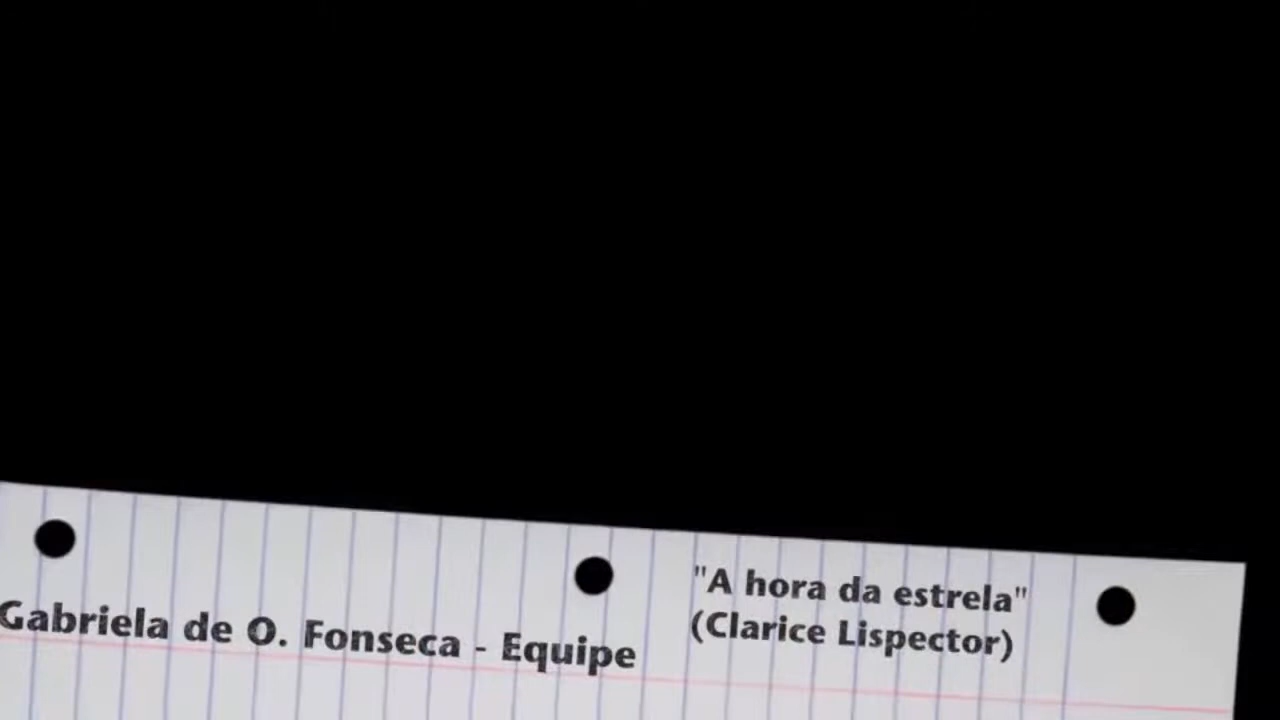 Gabriela de O. Fonseca - Equipe
"A hora da estrela"
(Clarice Lispector)